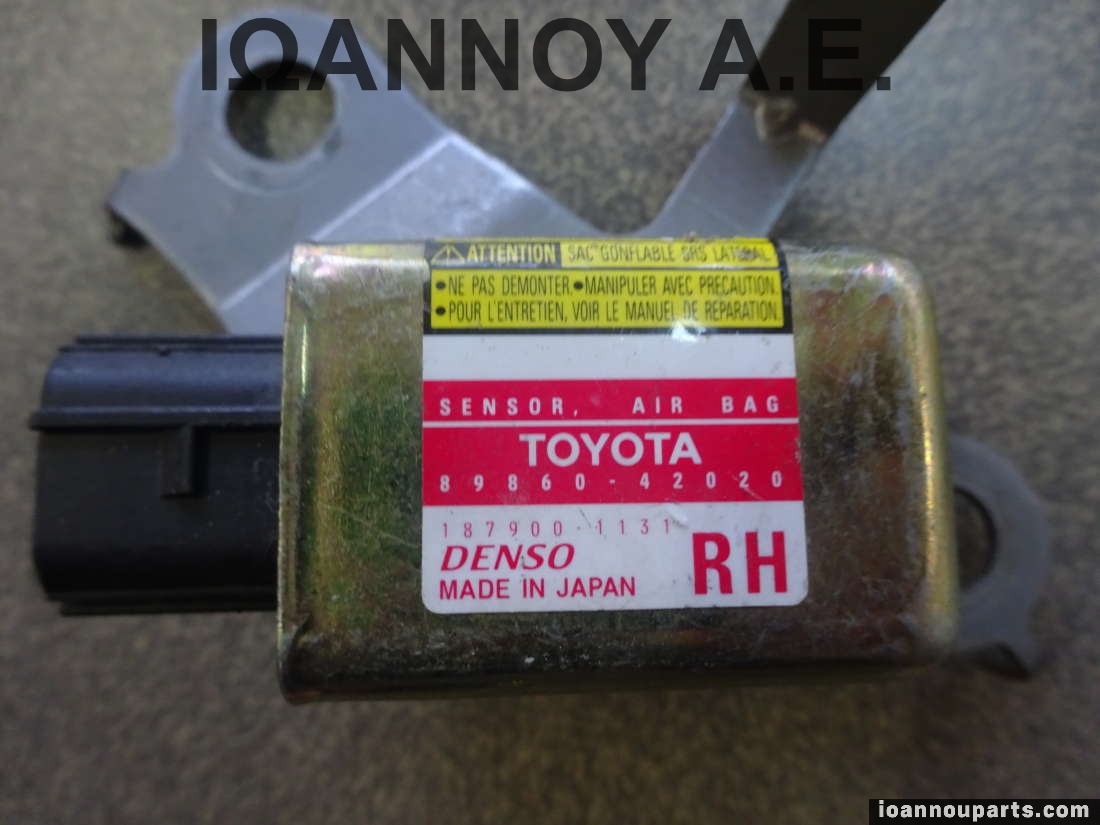 ΙΩΑΝΝΟΥ Α.Ε.
ATTENTION SAC GONFLABLE SRS LATERAL
•NE PAS DEMONTER •MANIPULER AVEC PRECAUTION
•POUR L'ENTRETIEN, VOIR LE MANUEL DE REPARATION.
SENSOR, AIR BAG
TOYOTA
89860-42020
187900-1131
DENSO
MADE IN JAPAN
RH
ioannouparts.com